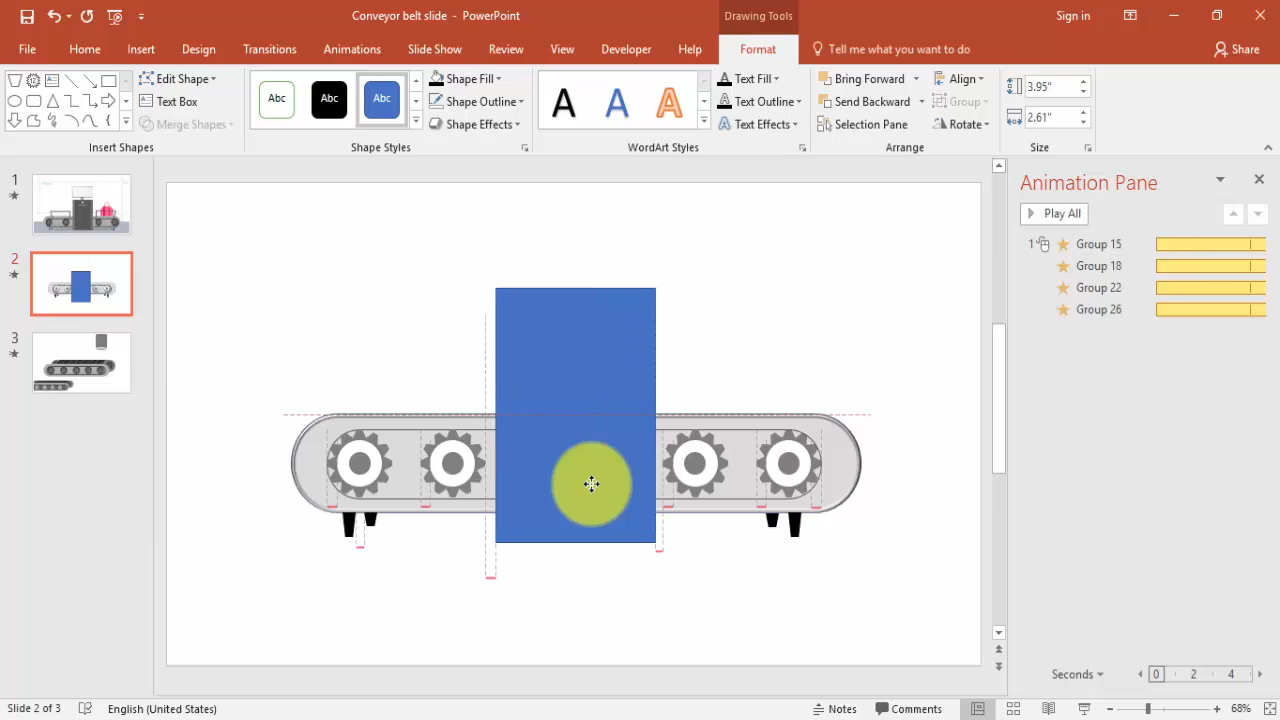 Conveyor belt slide - PowerPoint
Drawing Tools
Sign in
File
Home
Insert
Design
Transitions
Animations
Slide Show
Review
View
Developer
Help
Format
Tell me what you want to do
Share
Edit Shape
Text Box
Merge Shapes
Insert Shapes
Abc
Abc
Abc
Shape Fill
Shape Outline
Shape Effects
Shape Styles
A
A
A
Text Fill
Text Outline
Text Effects
WordArt Styles
Bring Forward
Send Backward
Selection Pane
Align
Group
Rotate
Arrange
3.95"
2.61"
Size
1
2
3
Animation Pane
Play All
1
Group 15
Group 18
Group 22
Group 26
Seconds
0
2
4
Slide 2 of 3
English (United States)
Notes
Comments
68%